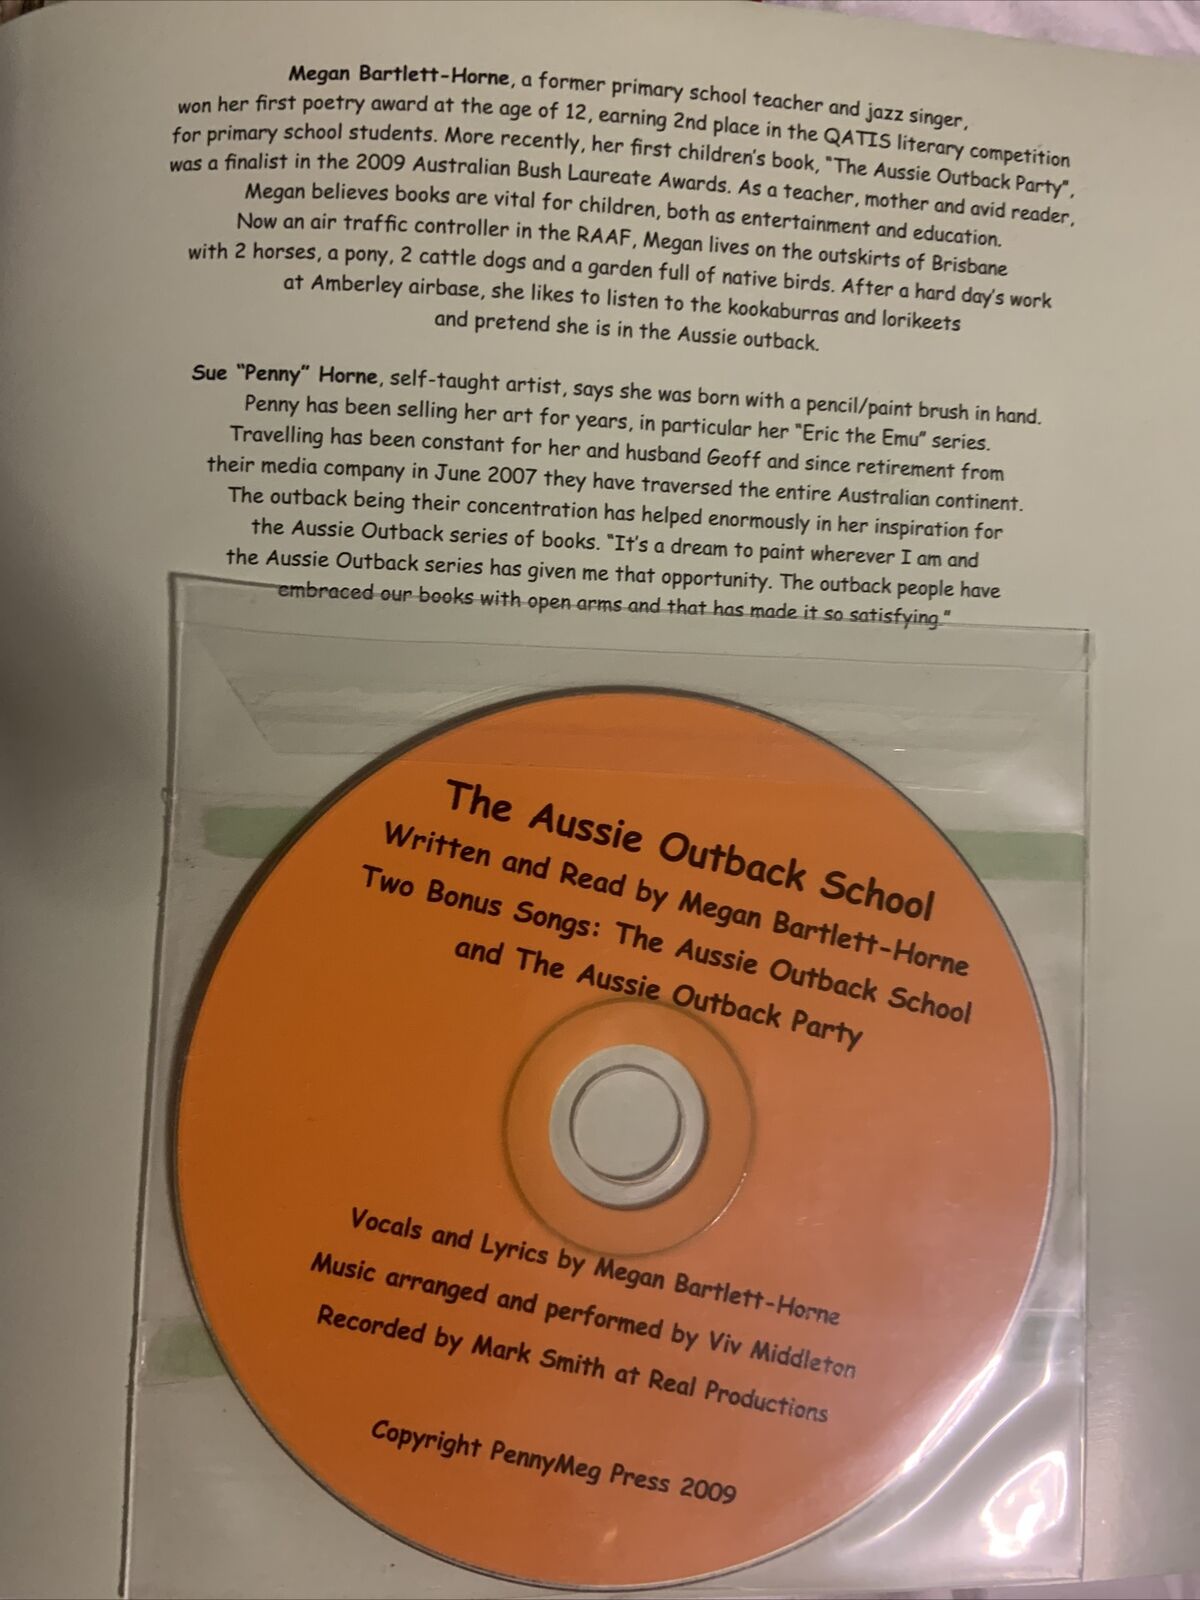 Megan Bartlett-Horne, a former primary school teacher and jazz singer,
won her first poetry award at the age of 12, earning 2nd place in the QATIS literary competition
for primary school students. More recently, her first children's book, "The Aussie Outback Party",
was a finalist in the 2009 Australian Bush Laureate Awards. As a teacher, mother and avid reader,
Megan believes books are vital for children, both as entertainment and education.
Now an air traffic controller in the RAAF, Megan lives on the outskirts of Brisbane
with 2 horses, a pony, 2 cattle dogs and a garden full of native birds. After a hard day's work
at Amberley airbase, she likes to listen to the kookaburras and lorikeets
and pretend she is in the Aussie outback.
Sue "Penny" Horne, self-taught artist, says she was born with a pencil/paint brush in hand.
Penny has been selling her art for years, in particular her "Eric the Emu" series.
Travelling has been constant for her and husband Geoff and since retirement from
their media company in June 2007 they have traversed the entire Australian continent.
The outback being their concentration has helped enormously in her inspiration for
the Aussie Outback series of books. "It's a dream to paint wherever I am and
the Aussie Outback series has given me that opportunity. The outback people have
embraced our books with open arms and that has made it so satisfying."
The Aussie Outback School
Written and Read by Megan Bartlett-Horne
Two Bonus Songs: The Aussie Outback School
and The Aussie Outback Party
Vocals and Lyrics by Megan Bartlett-Horne
Music arranged and performed by Viv Middleton
Recorded by Mark Smith at Real Productions
Copyright PennyMeg Press 2009